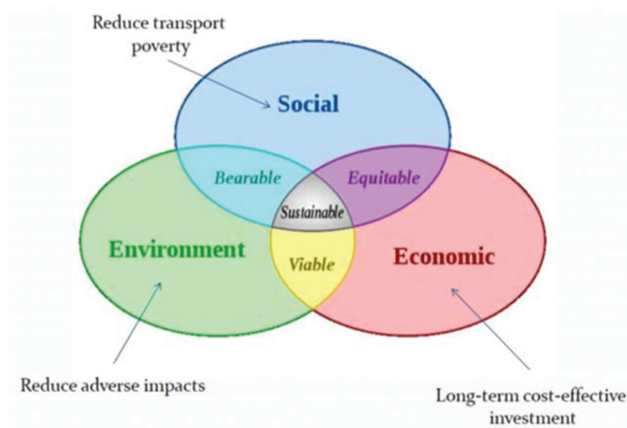 Reduce transport
poverty
Social
Bearable
Equitable
Sustainable
Environment
Viable
Economic
Reduce adverse impacts
Long-term cost-effective
investment